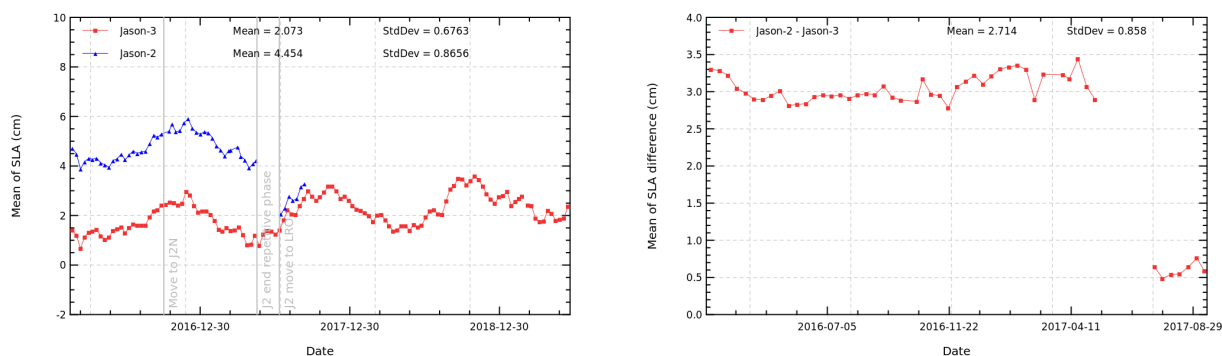 Jason-3 Mean = 2.073 StdDev = 0.6763
Jason-2 Mean = 4.454 StdDev = 0.8656
10
8
6
4
2
0
-2
Mean of SLA (cm)
Move to J2N
J2 end repetitive phase
J2 move to LRO
2016-12-30 2017-12-30 2018-12-30
Date
Jason-2 - Jason-3 Mean = 2.714 StdDev = 0.858
4.0
3.5
3.0
2.5
2.0
1.5
1.0
0.5
0.0
Mean of SLA difference (cm)
2016-07-05 2016-11-22 2017-04-11 2017-08-29
Date